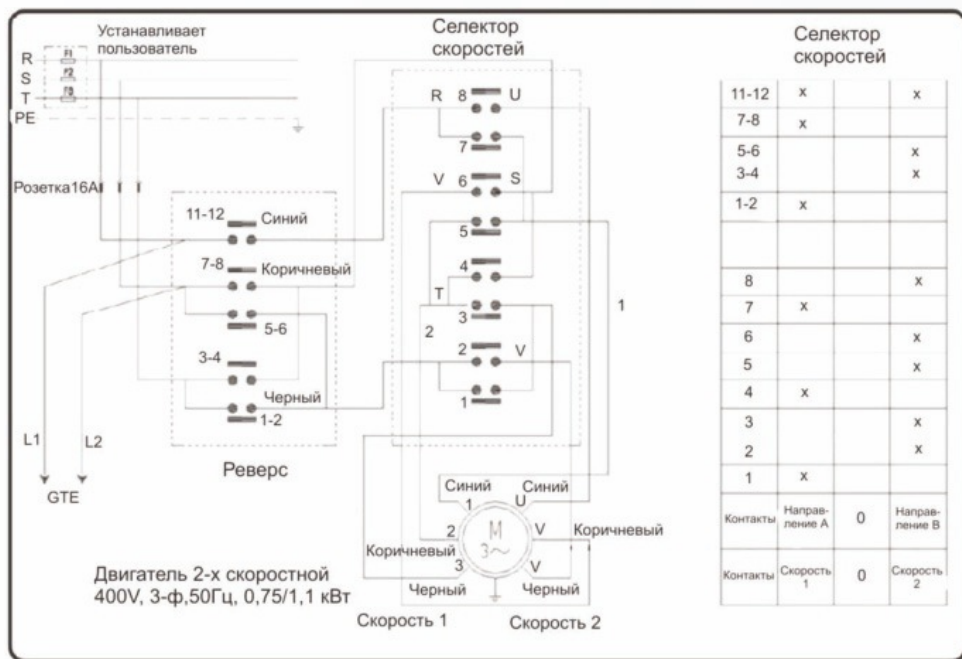 Устанавливает
пользователь
R
F1
S
F2
T
F3
PE
Розетка16А
11-12
Синий
7-8
Коричневый
5-6
3-4
Черный
1-2
Реверс
L1
L2
GTE
Селектор
скоростей
R 8 U
7
V 6 S
5
4
T
3
2
2 V
1
1
Синий
Синий
1
U
2
M
3~
V
Коричневый
Коричневый
3
V
Черный
Черный
Скорость 1
Скорость 2
Двигатель 2-х скоростной
400V, 3-ф,50Гц, 0,75/1,1 кВт
Селектор
скоростей
11-12 x x
7-8 x
5-6 x
3-4 x
1-2 x
8 x
7 x
6 x
5 x
4 x
3 x
2 x
1 x
Контакты Направ-ление А 0 Направ-ление В
Контакты Скорость 1 0 Скорость 2